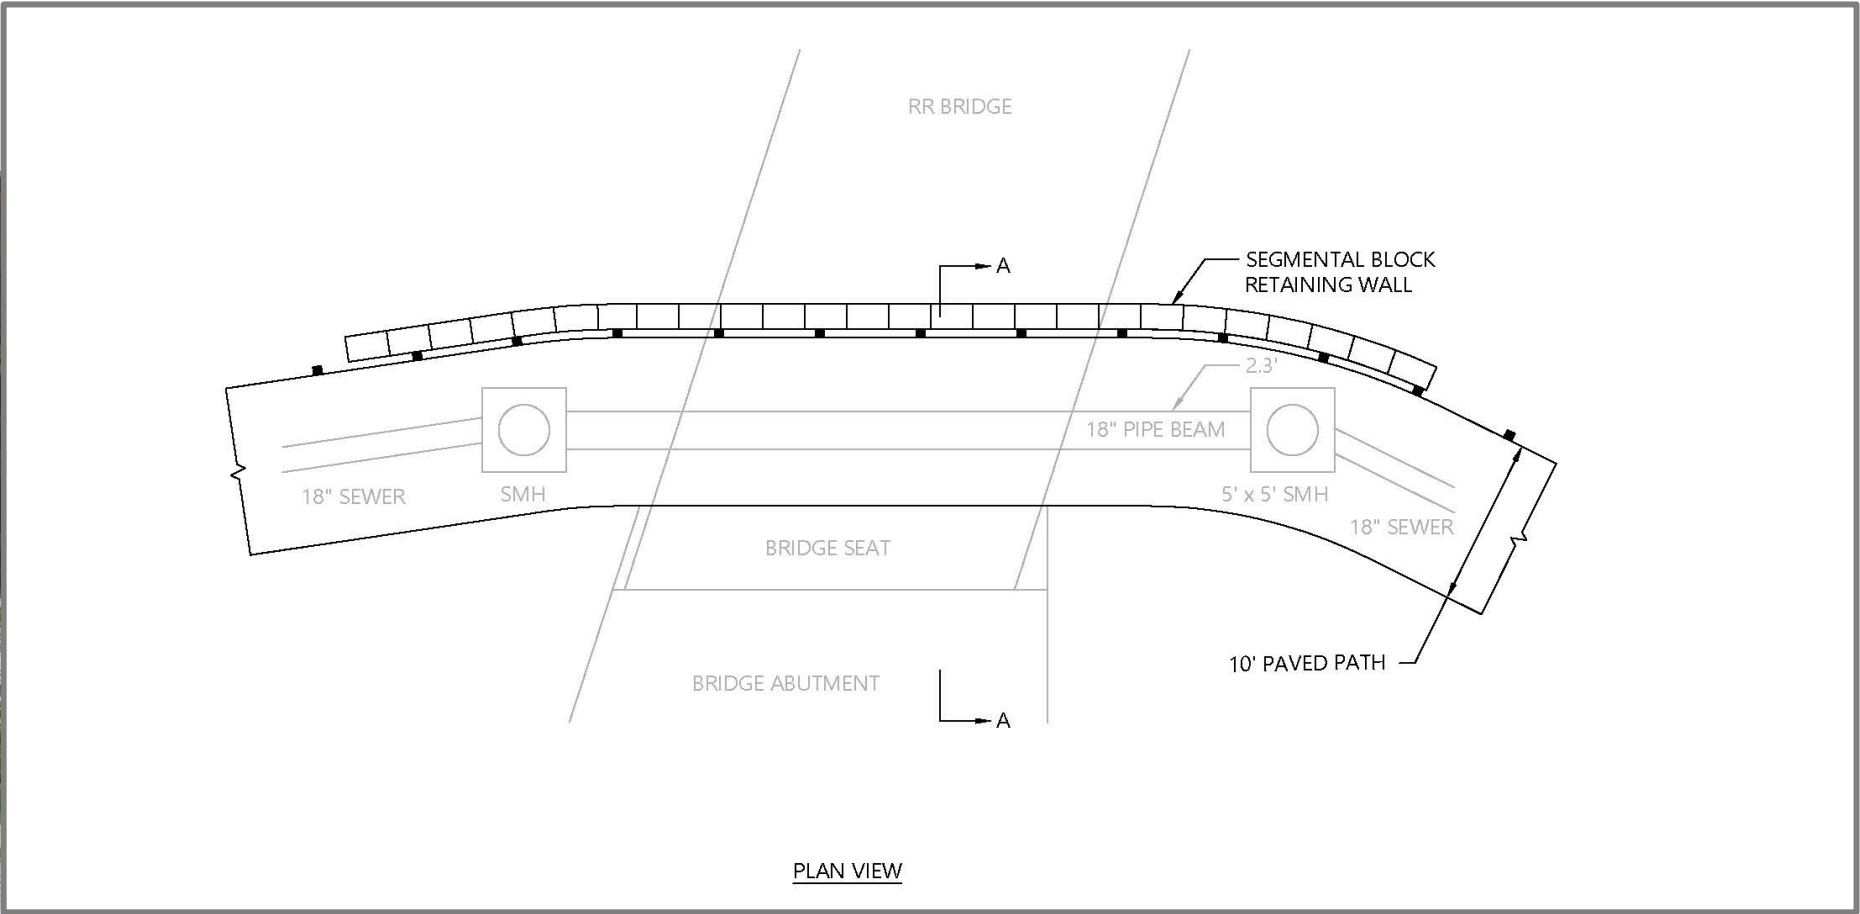 RR BRIDGE
A
SEGMENTAL BLOCK
RETAINING WALL
2.3'
18" PIPE BEAM
18" SEWER
SMH
5' x 5' SMH
18" SEWER
BRIDGE SEAT
10' PAVED PATH
BRIDGE ABUTMENT
A
PLAN VIEW